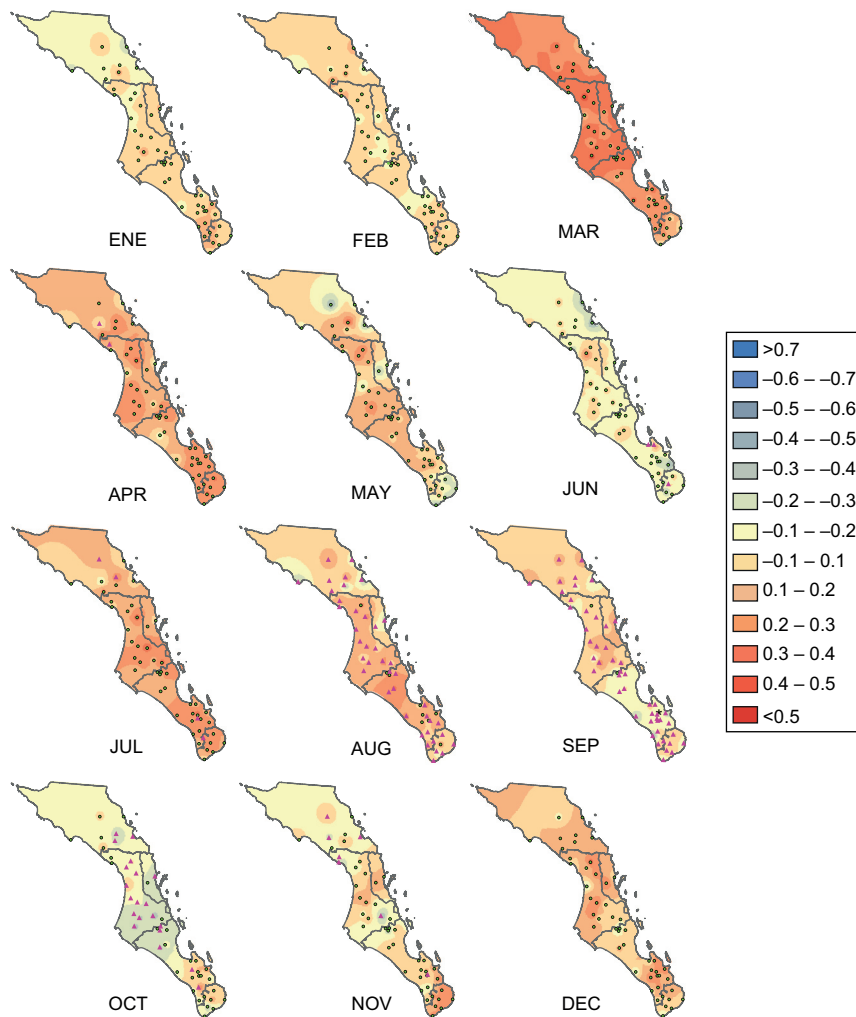 ENE
FEB
MAR
APR
MAY
JUN
JUL
AUG
SEP
OCT
NOV
DEC
>0.7
–0.6 – –0.7
–0.5 – –0.6
–0.4 – –0.5
–0.3 – –0.4
–0.2 – –0.3
–0.1 – –0.2
–0.1 – 0.1
0.1 – 0.2
0.2 – 0.3
0.3 – 0.4
0.4 – 0.5
<0.5